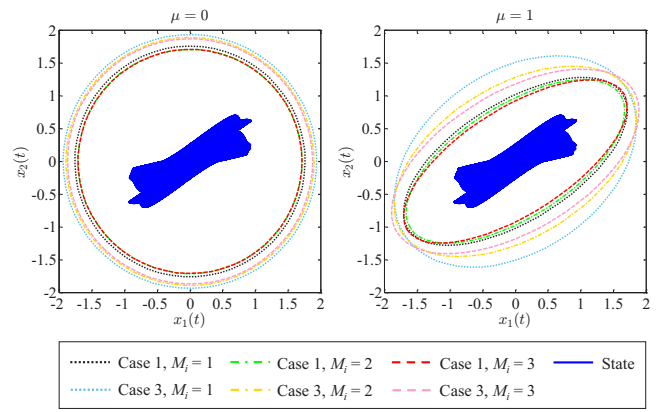 μ = 0
μ = 1
2
1.5
1
0.5
0
-0.5
-1
-1.5
-2
x₂(t)
-2 -1.5 -1 -0.5 0 0.5 1 1.5 2
x₁(t)
2
1.5
1
0.5
0
-0.5
-1
-1.5
-2
x₂(t)
-2 -1.5 -1 -0.5 0 0.5 1 1.5 2
x₁(t)
Case 1, Mᵢ = 1 Case 1, Mᵢ = 2 Case 1, Mᵢ = 3 State
Case 3, Mᵢ = 1 Case 3, Mᵢ = 2 Case 3, Mᵢ = 3